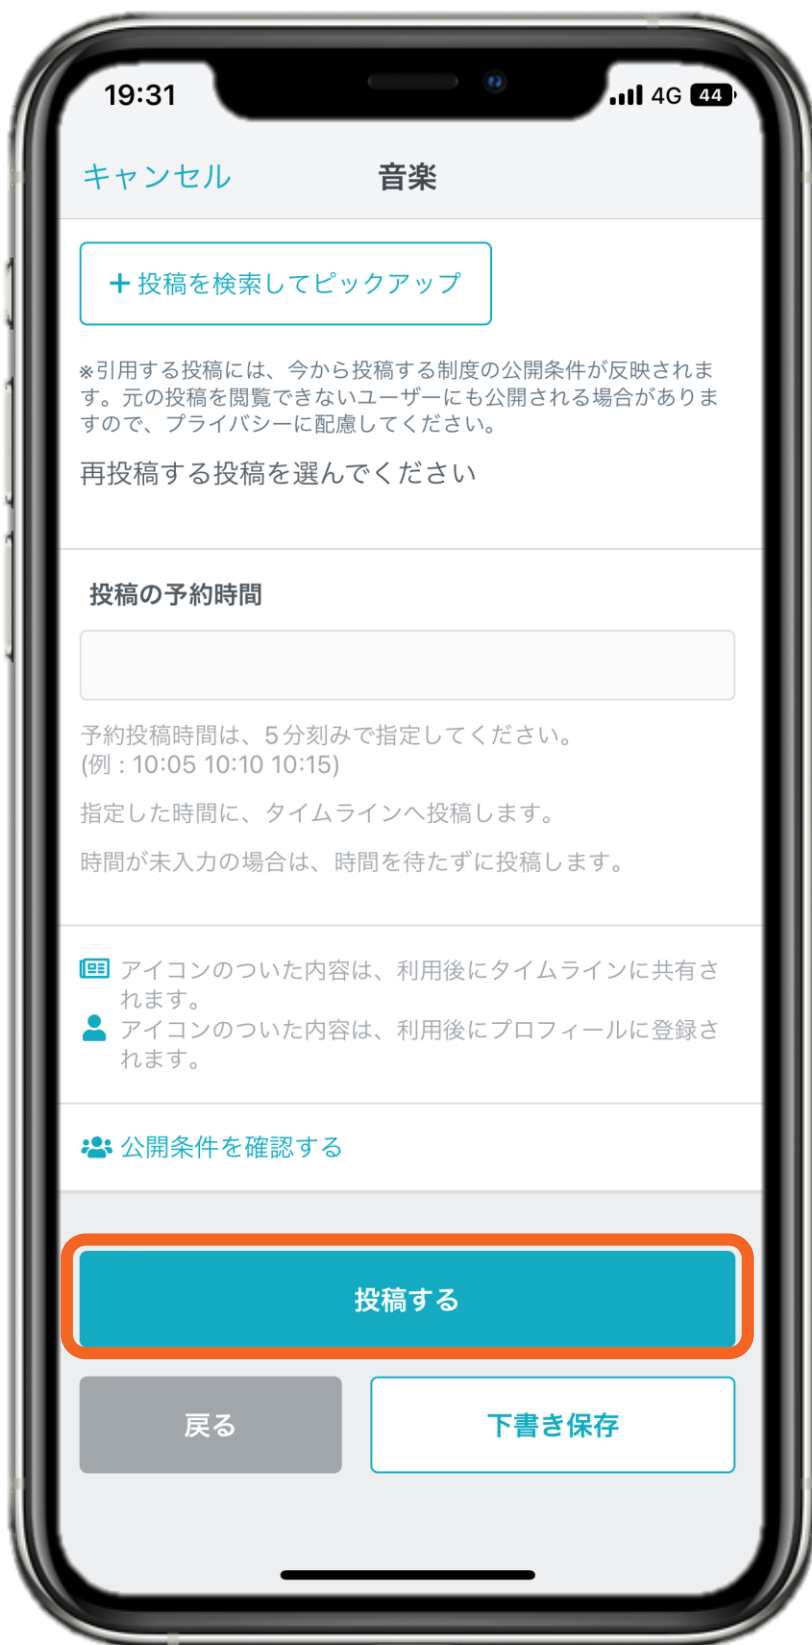 19:31
4G 44
キャンセル
音楽
+ 投稿を検索してピックアップ
※引用する投稿には、今から投稿する制度の公開条件が反映されま
す。元の投稿を閲覧できないユーザーにも公開される場合がありま
すので、プライバシーに配慮してください。
再投稿する投稿を選んでください
投稿の予約時間
予約投稿時間は、5分刻みで指定してください。
(例 : 10:05 10:10 10:15)
指定した時間に、タイムラインへ投稿します。
時間が未入力の場合は、時間を待たずに投稿します。
アイコンのついた内容は、利用後にタイムラインに共有さ
れます。
アイコンのついた内容は、利用後にプロフィールに登録さ
れます。
公開条件を確認する
投稿する
戻る
下書き保存